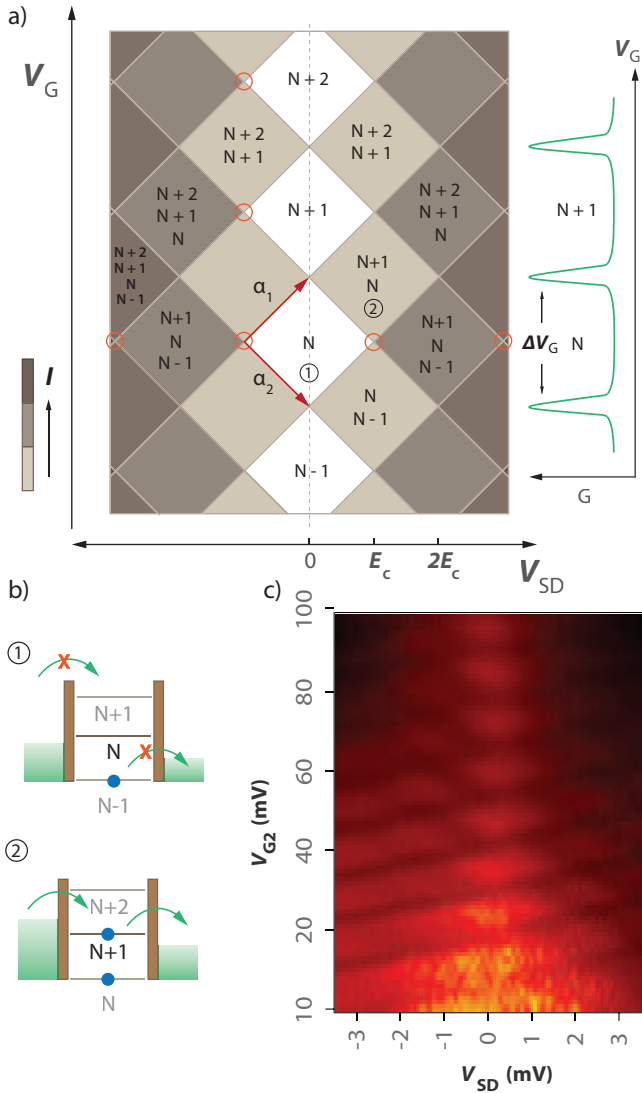 a)
V_G
V_G
N + 2
N + 2
N + 1
N + 2
N + 1
N + 2
N + 1
N
N + 1
N + 2
N + 1
N
N + 1
N + 2
N + 1
N
N - 1
α₁
N+1
N
②
N+1
N
N - 1
N
①
N+1
N
N - 1
ΔV_G
N
I
α₂
N
N - 1
N - 1
G
0
E_c
2E_c
V_SD
b)
①
X
N+1
N
X
N-1
②
N+2
N+1
N
c)
V_G2 (mV)
100
80
60
40
20
10
-3
-2
-1
0
1
2
3
V_SD (mV)